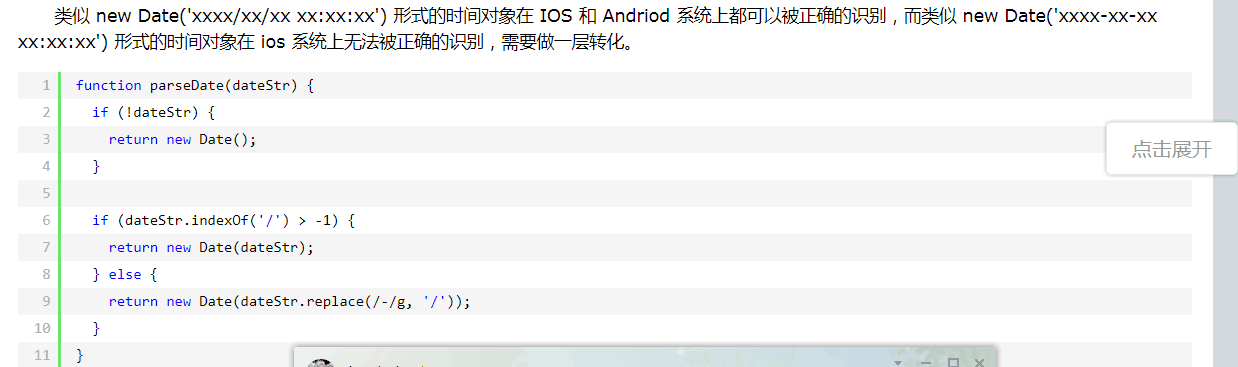 类似 new Date('xxxx/xx/xx xx:xx:xx') 形式的时间对象在 IOS 和 Andriod 系统上都可以被正确的识别，而类似 new Date('xxxx-xx-xx
xx:xx:xx') 形式的时间对象在 ios 系统上无法被正确的识别，需要做一层转化。
1 function parseDate(dateStr) {
2 if (!dateStr) {
3 return new Date();
点击展开
4 }
5
6 if (dateStr.indexOf('/') > -1) {
7 return new Date(dateStr);
8 } else {
9 return new Date(dateStr.replace(/-/g, '/'));
10 }
11 }